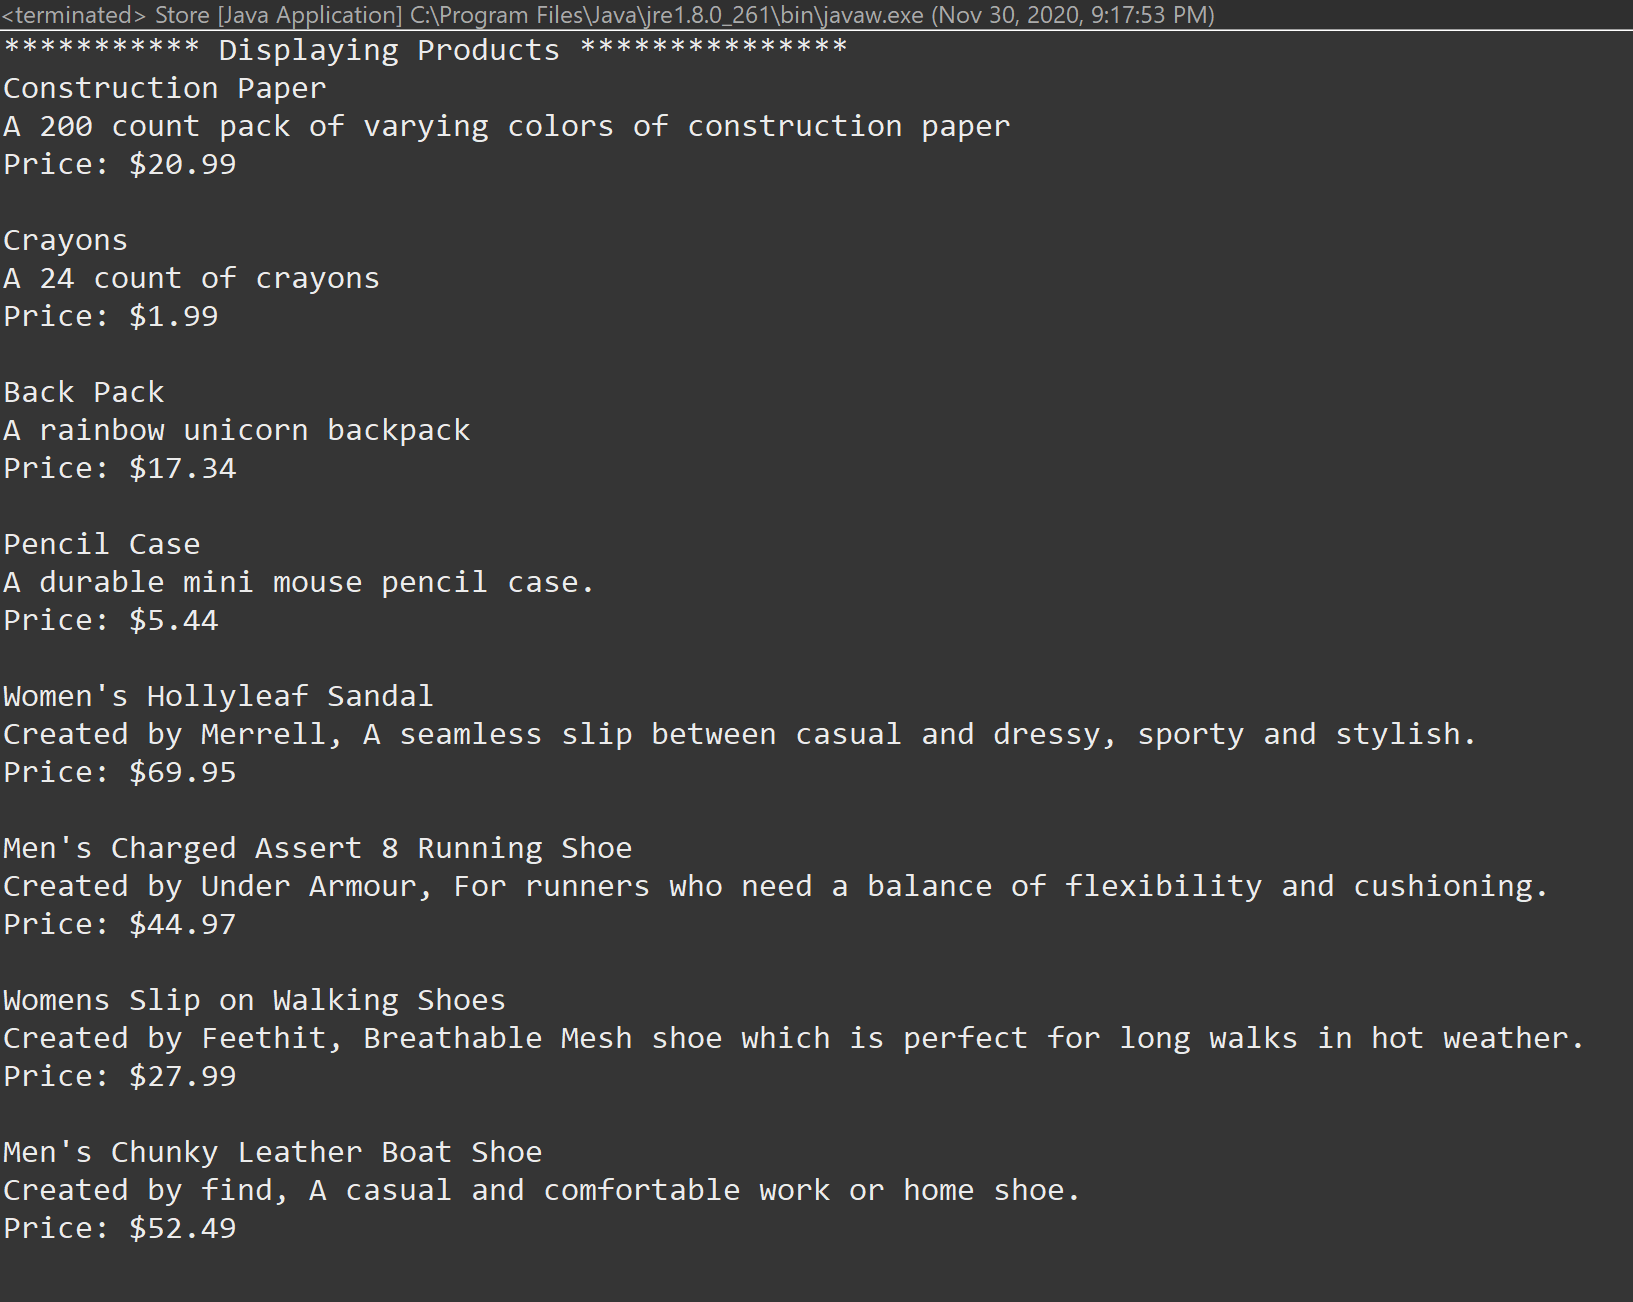 <terminated> Store [Java Application] C:\Program Files\Java\jre1.8.0_261\bin\javaw.exe (Nov 30, 2020, 9:17:53 PM)
*********** Displaying Products ***************
Construction Paper
A 200 count pack of varying colors of construction paper
Price: $20.99

Crayons
A 24 count of crayons
Price: $1.99

Back Pack
A rainbow unicorn backpack
Price: $17.34

Pencil Case
A durable mini mouse pencil case.
Price: $5.44

Women's Hollyleaf Sandal
Created by Merrell, A seamless slip between casual and dressy, sporty and stylish.
Price: $69.95

Men's Charged Assert 8 Running Shoe
Created by Under Armour, For runners who need a balance of flexibility and cushioning.
Price: $44.97

Womens Slip on Walking Shoes
Created by Feethit, Breathable Mesh shoe which is perfect for long walks in hot weather.
Price: $27.99

Men's Chunky Leather Boat Shoe
Created by find, A casual and comfortable work or home shoe.
Price: $52.49